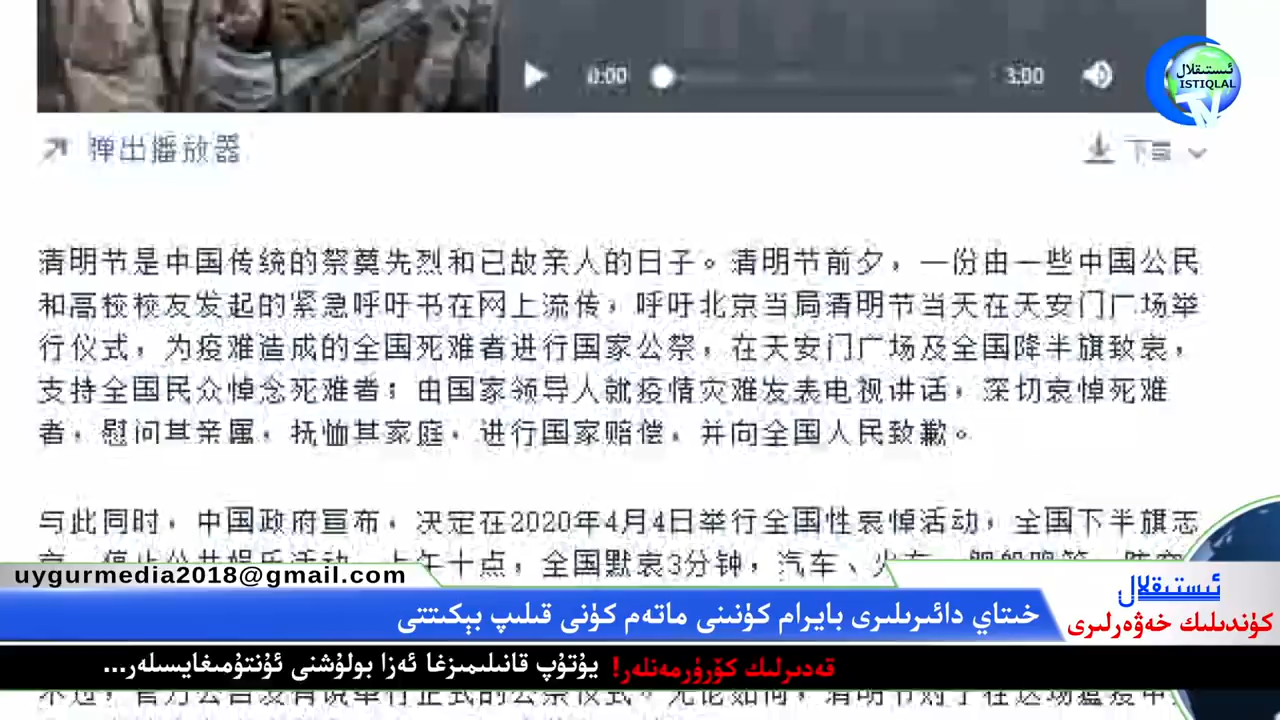 0:00
3:00
ئىستىقلال
ISTIQLAL
TV
弹出播放器
下载
清明节是中国传统的祭奠先烈和已故亲人的日子。清明节前夕，一份由一些中国公民
和高校校友发起的紧急呼吁书在网上流传，呼吁北京当局清明节当天在天安门广场举
行仪式，为疫难造成的全国死难者进行国家公祭，在天安门广场及全国降半旗致哀，
支持全国民众悼念死难者；由国家领导人就疫情灾难发表电视讲话，深切哀悼死难
者，慰问其亲属，抚恤其家庭，进行国家赔偿，并向全国人民致歉。
与此同时，中国政府宣布，决定在2020年4月4日举行全国性哀悼活动，全国下半旗志
全国默哀3分钟，汽车、
uygurmedia2018@gmail.com
ئىستىقلال
كۈندىلىك خەۋەرلىرى
خىتاي دائىرىلىرى بايرام كۈنىنى ماتەم كۈنى قىلىپ بېكىتتى
قەدىرلىك كۆرۈرمەنلەر! يۇتۇپ قانىلىمىزغا ئەزا بولۇشنى ئۇنتۇمىغايسىلەر...